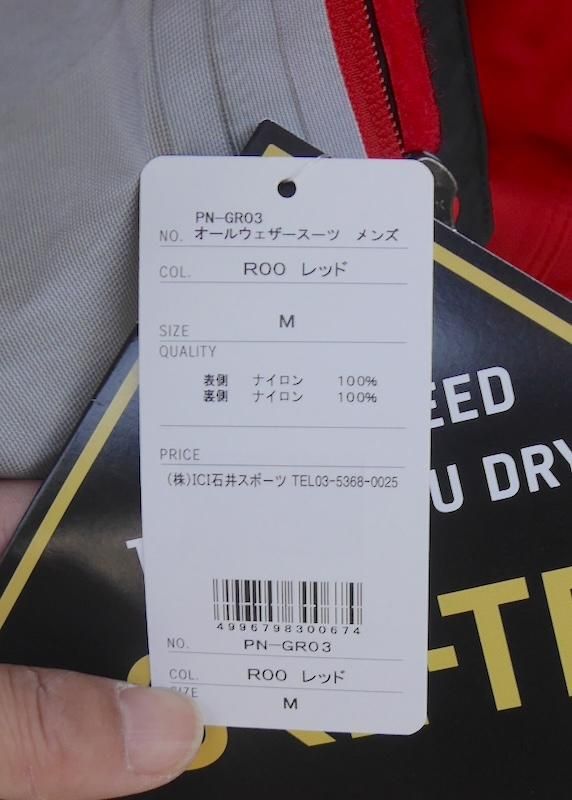 PN-GR03
NO. オールウェザースーツ メンズ
COL. R00 レッド
SIZE M
QUALITY
表側 ナイロン 100%
裏側 ナイロン 100%
PRICE
(株)ICI石井スポーツ TEL03-5368-0025
4996798300674
NO. PN-GR03
COL. R00 レッド
SIZE M
EED
U DRY